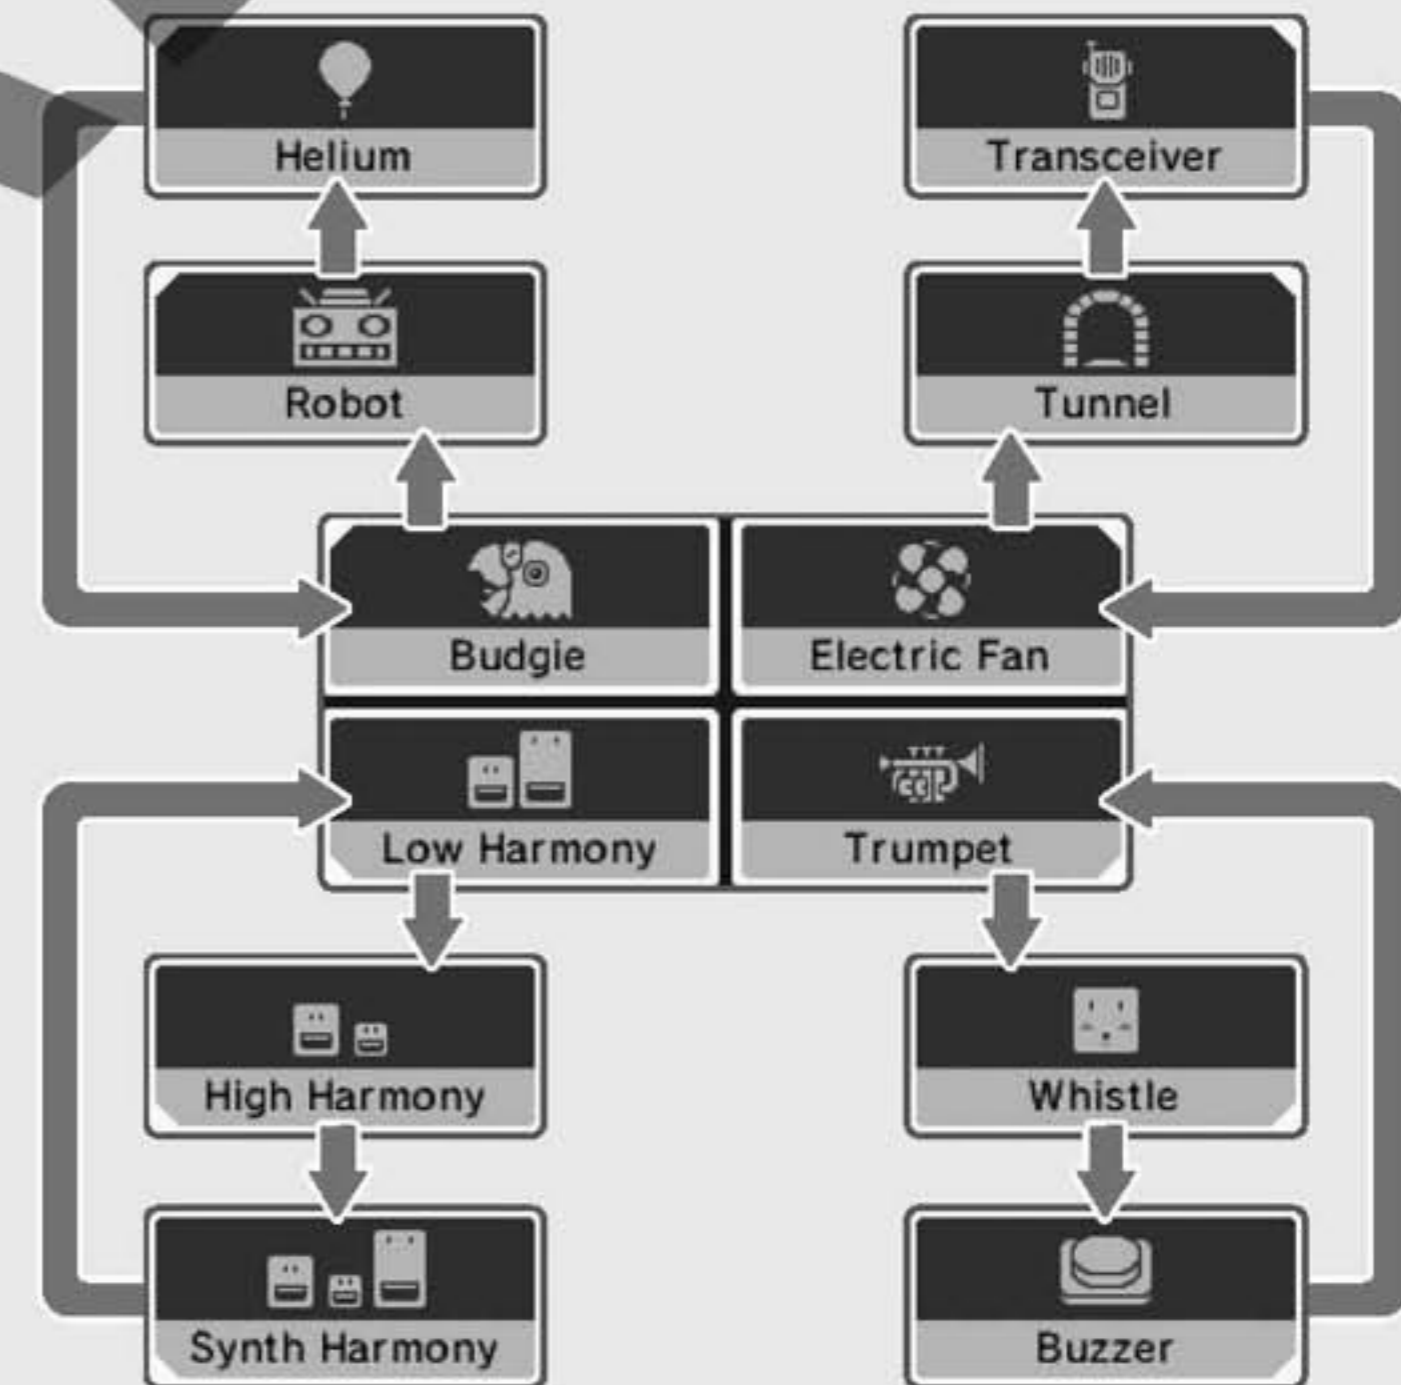 Helium
Transceiver
Robot
Tunnel
Budgie
Electric Fan
Low Harmony
Trumpet
High Harmony
Whistle
Synth Harmony
Buzzer